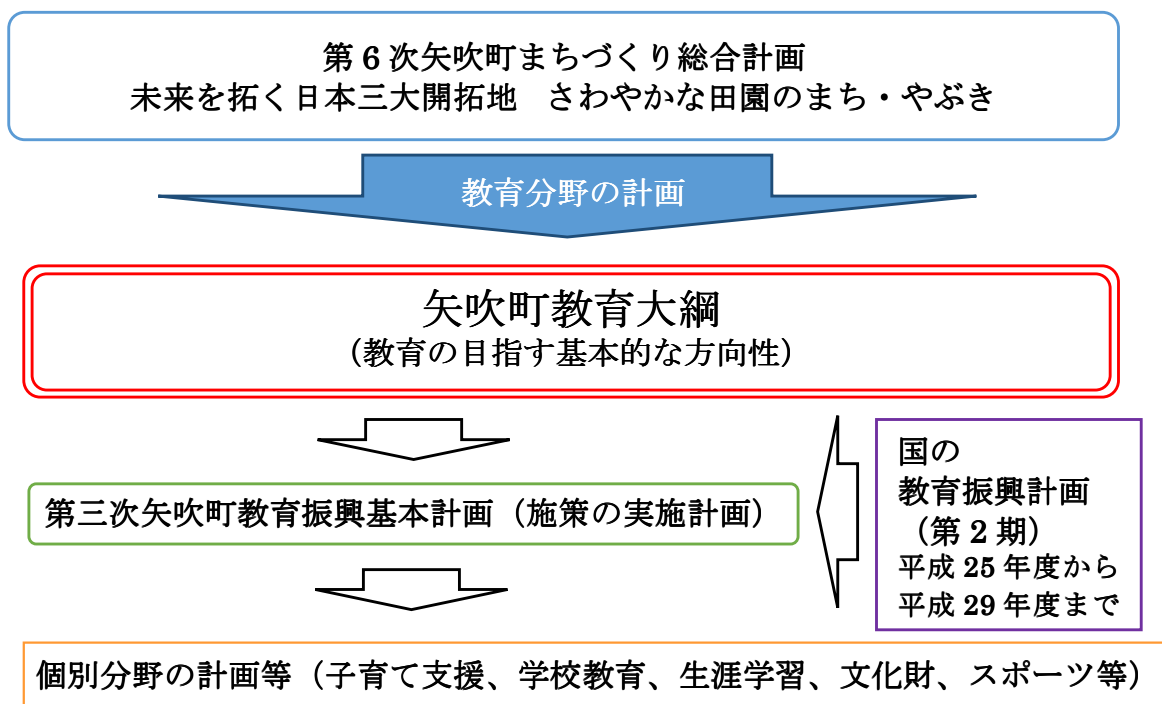 第6次矢吹町まちづくり総合計画
未来を拓く日本三大開拓地 さわやかな田園のまち・やぶき
教育分野の計画
矢吹町教育大綱
(教育の目指す基本的な方向性)
第三次矢吹町教育振興基本計画(施策の実施計画)
国の
教育振興計画
(第2期)
平成25年度から
平成29年度まで
個別分野の計画等(子育て支援、学校教育、生涯学習、文化財、スポーツ等)